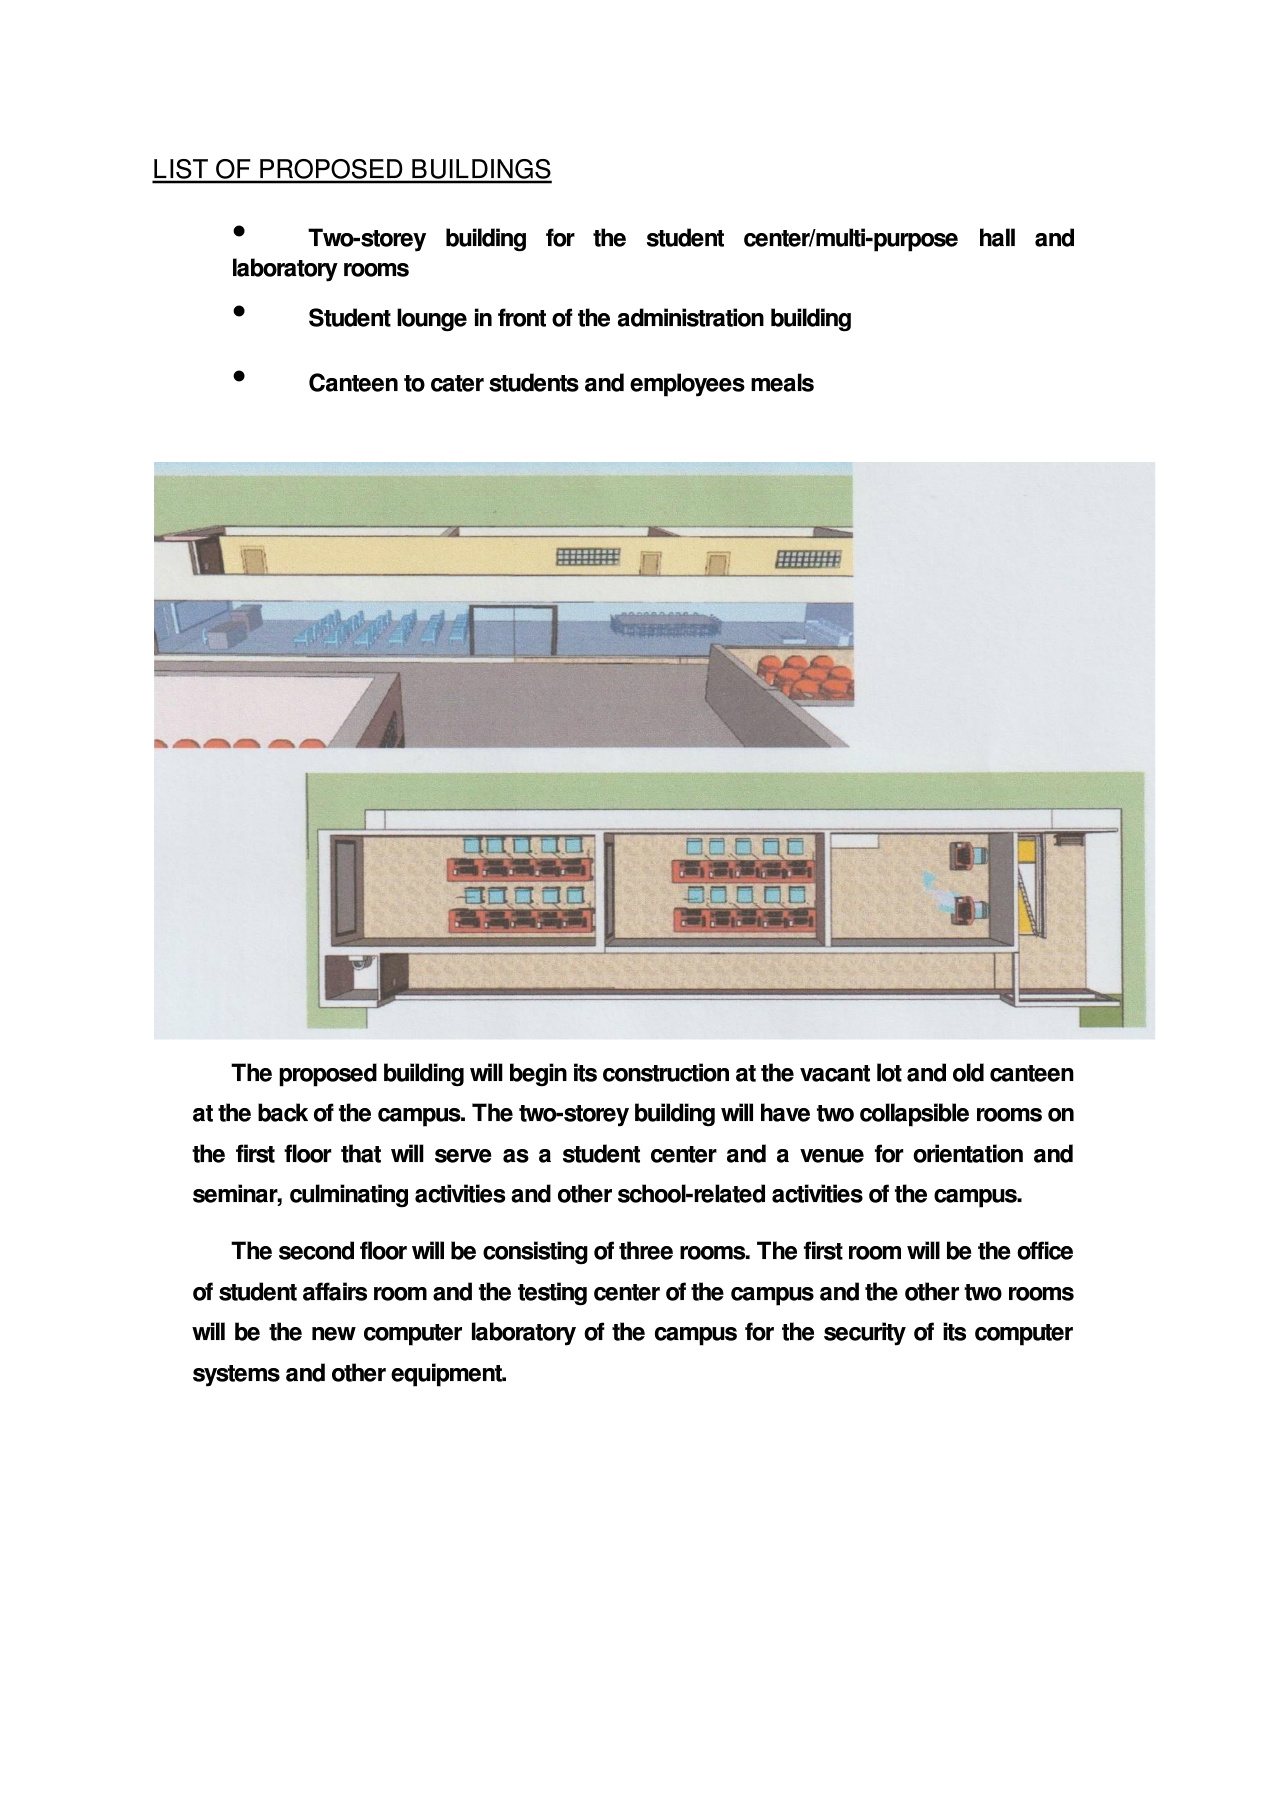 LIST OF PROPOSED BUILDINGS
• Two-storey building for the student center/multi-purpose hall and
laboratory rooms
• Student lounge in front of the administration building
• Canteen to cater students and employees meals
The proposed building will begin its construction at the vacant lot and old canteen
at the back of the campus. The two-storey building will have two collapsible rooms on
the first floor that will serve as a student center and a venue for orientation and
seminar, culminating activities and other school-related activities of the campus.
The second floor will be consisting of three rooms. The first room will be the office
of student affairs room and the testing center of the campus and the other two rooms
will be the new computer laboratory of the campus for the security of its computer
systems and other equipment.